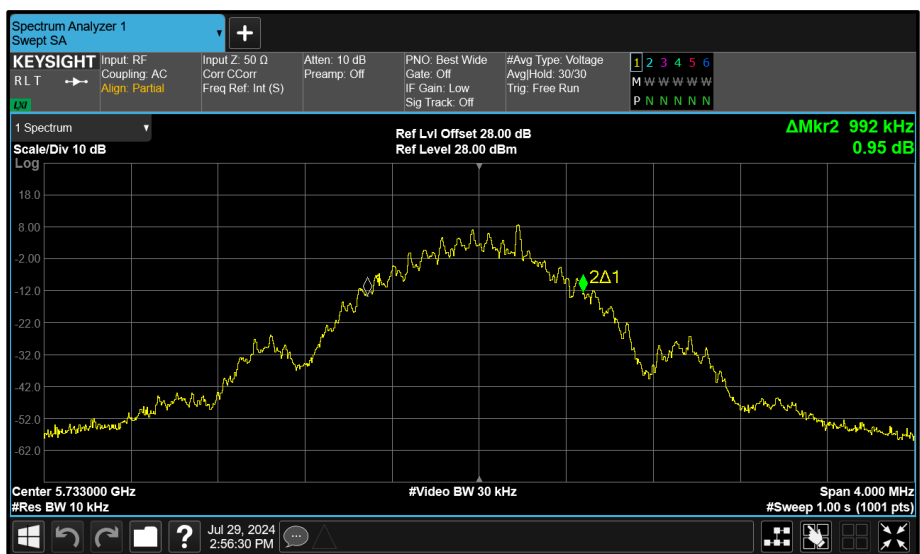 Spectrum Analyzer 1
Swept SA
KEYSIGHT
RLT
LXI
Input: RF
Coupling: AC
Align: Partial
Input Z: 50 Ω
Corr CCorr
Freq Ref: Int (S)
Atten: 10 dB
Preamp: Off
PNO: Best Wide
Gate: Off
IF Gain: Low
Sig Track: Off
#Avg Type: Voltage
Avg|Hold: 30/30
Trig: Free Run
1 2 3 4 5 6
M W W W W W
P N N N N N
1 Spectrum
Scale/Div 10 dB
Log
Ref Lvl Offset 28.00 dB
Ref Level 28.00 dBm
ΔMkr2 992 kHz
0.95 dB
18.0
8.00
-2.00
-12.0
-22.0
-32.0
-42.0
-52.0
-62.0
2Δ1
Center 5.733000 GHz
#Res BW 10 kHz
#Video BW 30 kHz
Span 4.000 MHz
#Sweep 1.00 s (1001 pts)
?
Jul 29, 2024
2:56:30 PM